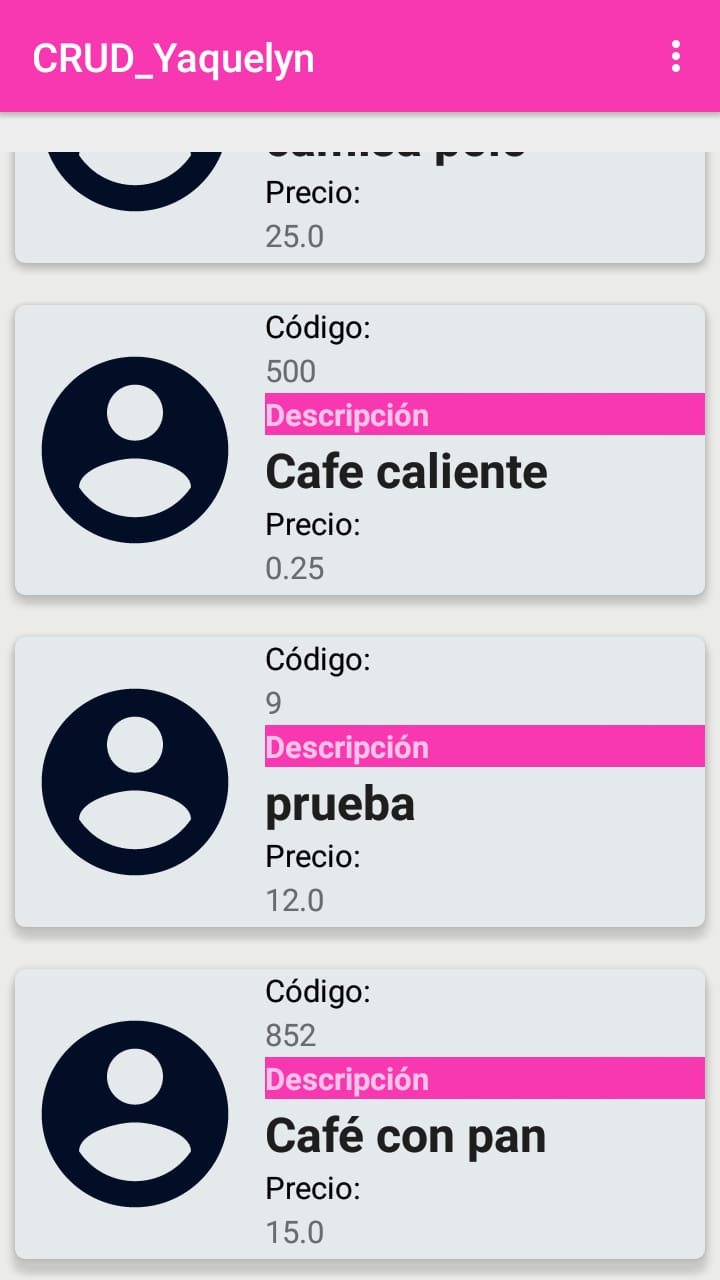 CRUD_Yaquelyn
Precio:
25.0
Código:
500
Descripción
Cafe caliente
Precio:
0.25
Código:
9
Descripción
prueba
Precio:
12.0
Código:
852
Descripción
Café con pan
Precio:
15.0